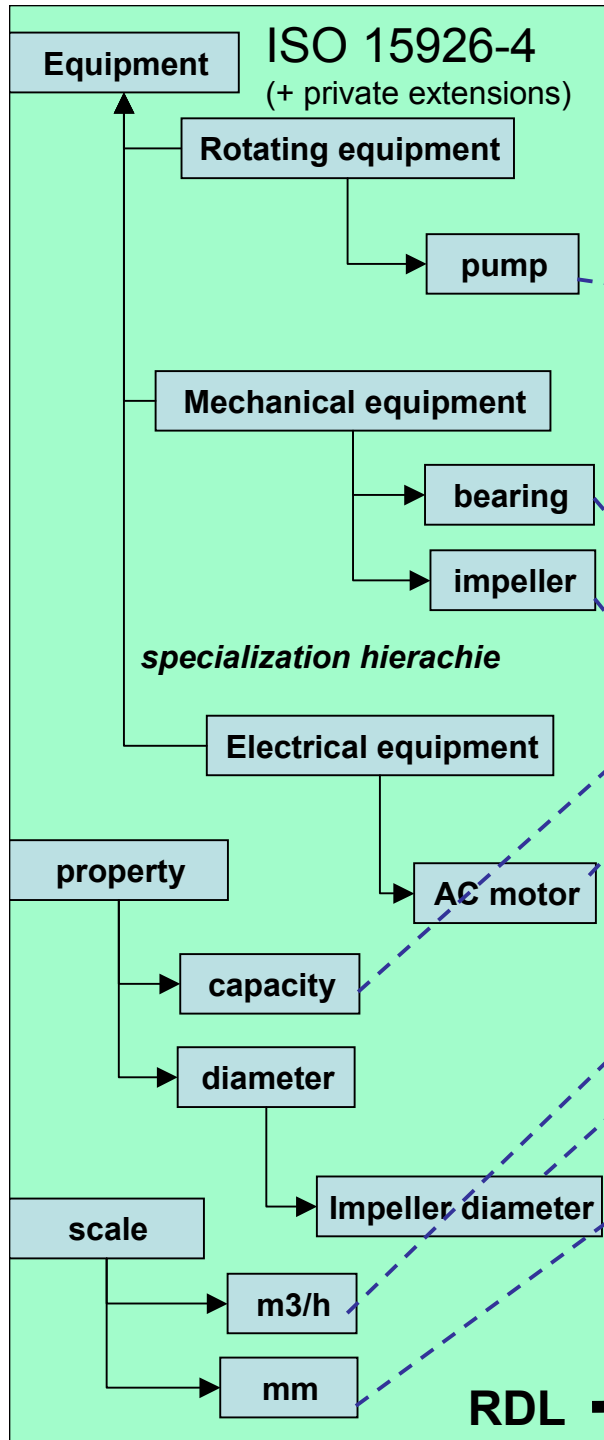 Equipment
ISO 15926-4
(+ private extensions)
Rotating equipment
pump
Mechanical equipment
bearing
impeller
specialization hierachie
Electrical equipment
property
AC motor
capacity
diameter
Impeller diameter
scale
m3/h
mm
RDL